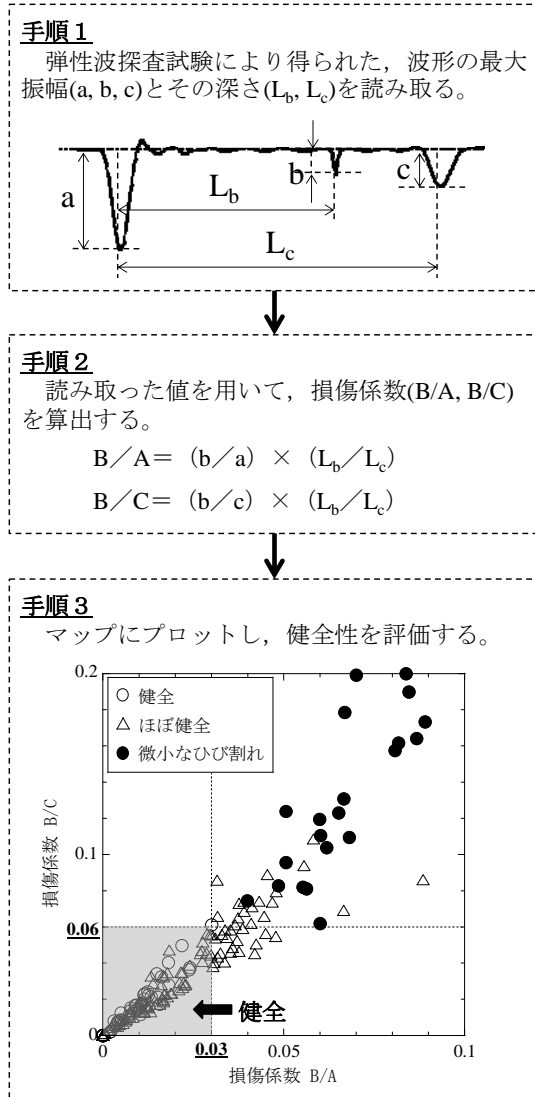 手順１
弾性波探査試験により得られた，波形の最大
振幅(a, b, c)とその深さ(Lb, Lc)を読み取る。
a
b
c
Lb
Lc
手順２
読み取った値を用いて，損傷係数(B/A, B/C)
を算出する。
B／A＝（b／a）×（Lb／Lc）
B／C＝（b／c）×（Lb／Lc）
手順３
マップにプロットし，健全性を評価する。
0.2
○ 健全
△ ほぼ健全
● 微小なひび割れ
損傷係数 B/C
0.1
0.06
健全
0
0
0.03
0.05
0.1
損傷係数 B/A